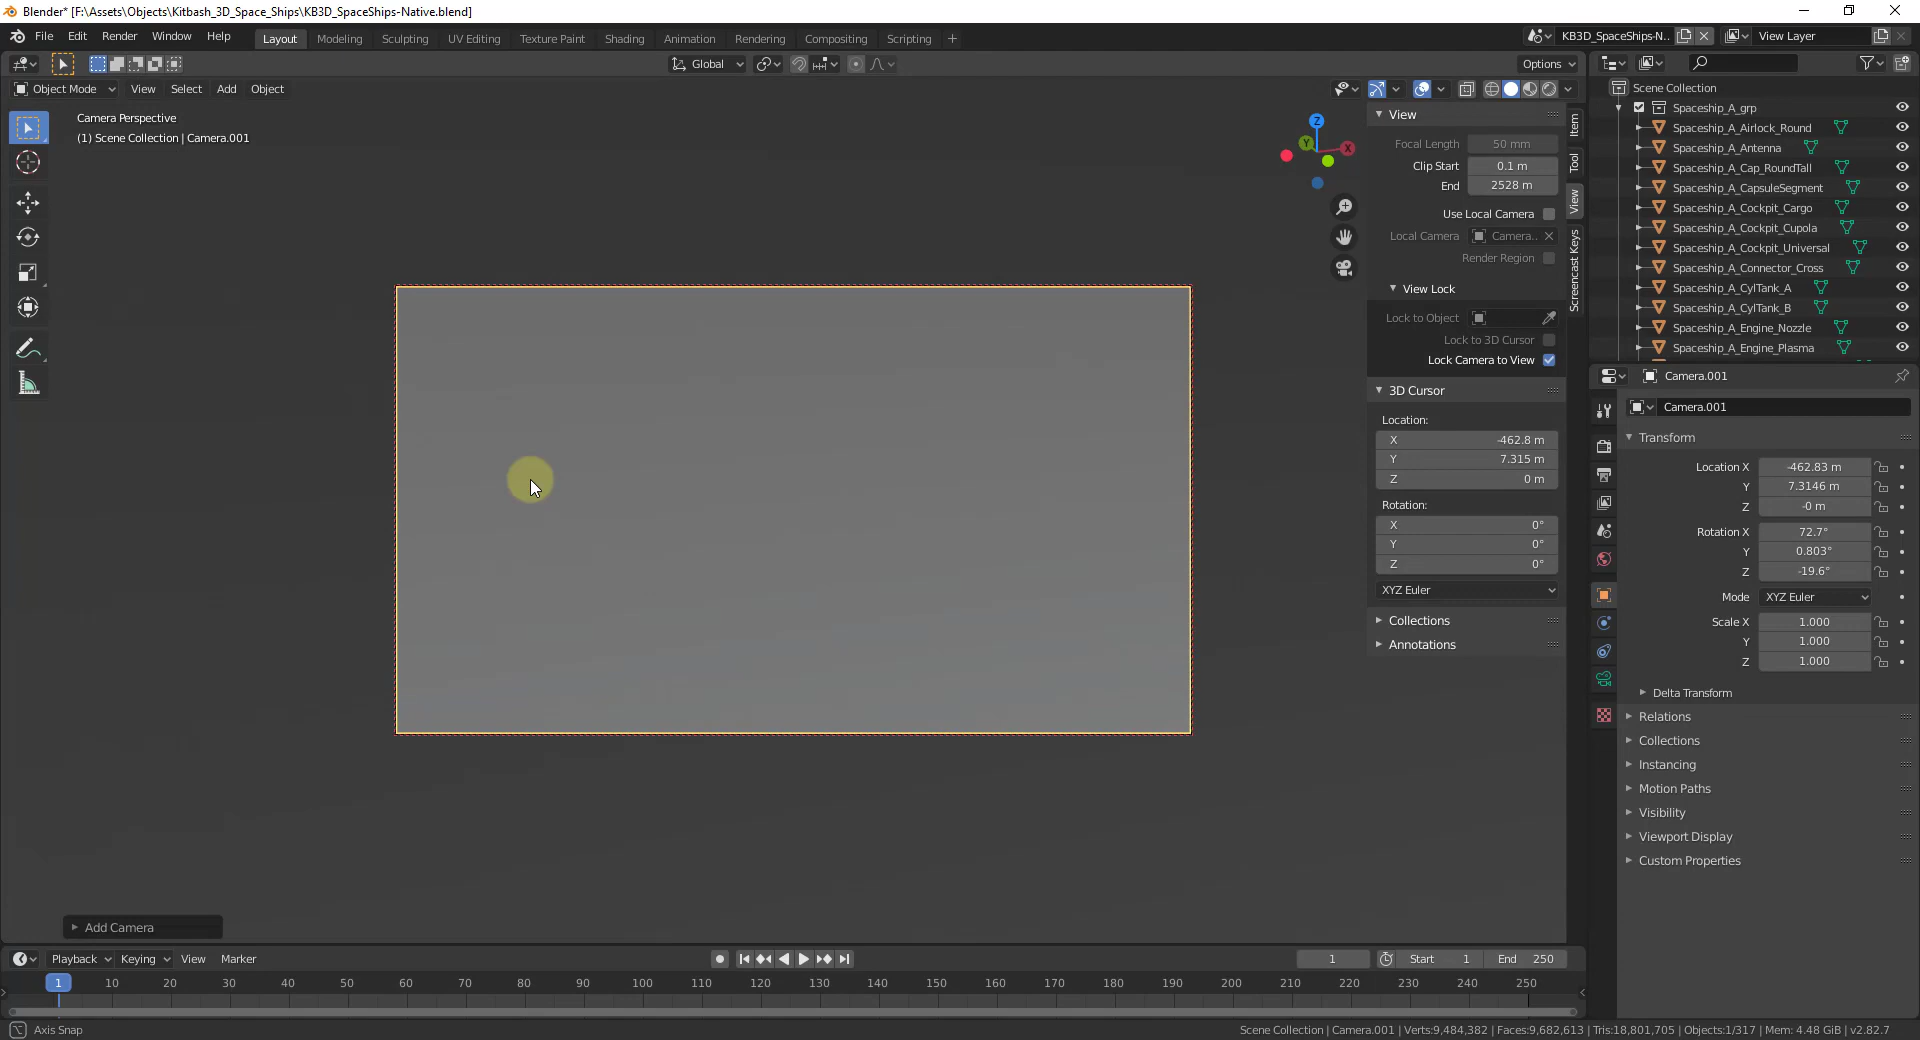 Blender* [F:\Assets\Objects\Kitbash_3D_Space_Ships\KB3D_SpaceShips-Native.blend]
File Edit Render Window Help
Layout Modeling Sculpting UV Editing Texture Paint Shading Animation Rendering Compositing Scripting +
KB3D_SpaceShips-N..
View Layer
Global
Options
Object Mode View Select Add Object
Camera Perspective
(1) Scene Collection | Camera.001
Z
Y
X
View
Focal Length 50 mm
Clip Start 0.1 m
End 2528 m
Use Local Camera
Local Camera Camera..
Render Region
View Lock
Lock to Object
Lock to 3D Cursor
Lock Camera to View
3D Cursor
Location:
X -462.8 m
Y 7.315 m
Z 0 m
Rotation:
X 0°
Y 0°
Z 0°
XYZ Euler
Collections
Annotations
Item
Tool
View
Screencast Keys
Scene Collection
Spaceship_A_grp
Spaceship_A_Airlock_Round
Spaceship_A_Antenna
Spaceship_A_Cap_RoundTall
Spaceship_A_CapsuleSegment
Spaceship_A_Cockpit_Cargo
Spaceship_A_Cockpit_Cupola
Spaceship_A_Cockpit_Universal
Spaceship_A_Connector_Cross
Spaceship_A_CylTank_A
Spaceship_A_CylTank_B
Spaceship_A_Engine_Nozzle
Spaceship_A_Engine_Plasma
Camera.001
Camera.001
Transform
Location X -462.83 m
Y 7.3146 m
Z -0 m
Rotation X 72.7°
Y 0.803°
Z -19.6°
Mode XYZ Euler
Scale X 1.000
Y 1.000
Z 1.000
Delta Transform
Relations
Collections
Instancing
Motion Paths
Visibility
Viewport Display
Custom Properties
Add Camera
Playback Keying View Marker
1 Start 1 End 250
1 10 20 30 40 50 60 70 80 90 100 110 120 130 140 150 160 170 180 190 200 210 220 230 240 250
Axis Snap
Scene Collection | Camera.001 | Verts:9,484,382 | Faces:9,682,613 | Tris:18,801,705 | Objects:1/317 | Mem: 4.48 GiB | v2.82.7